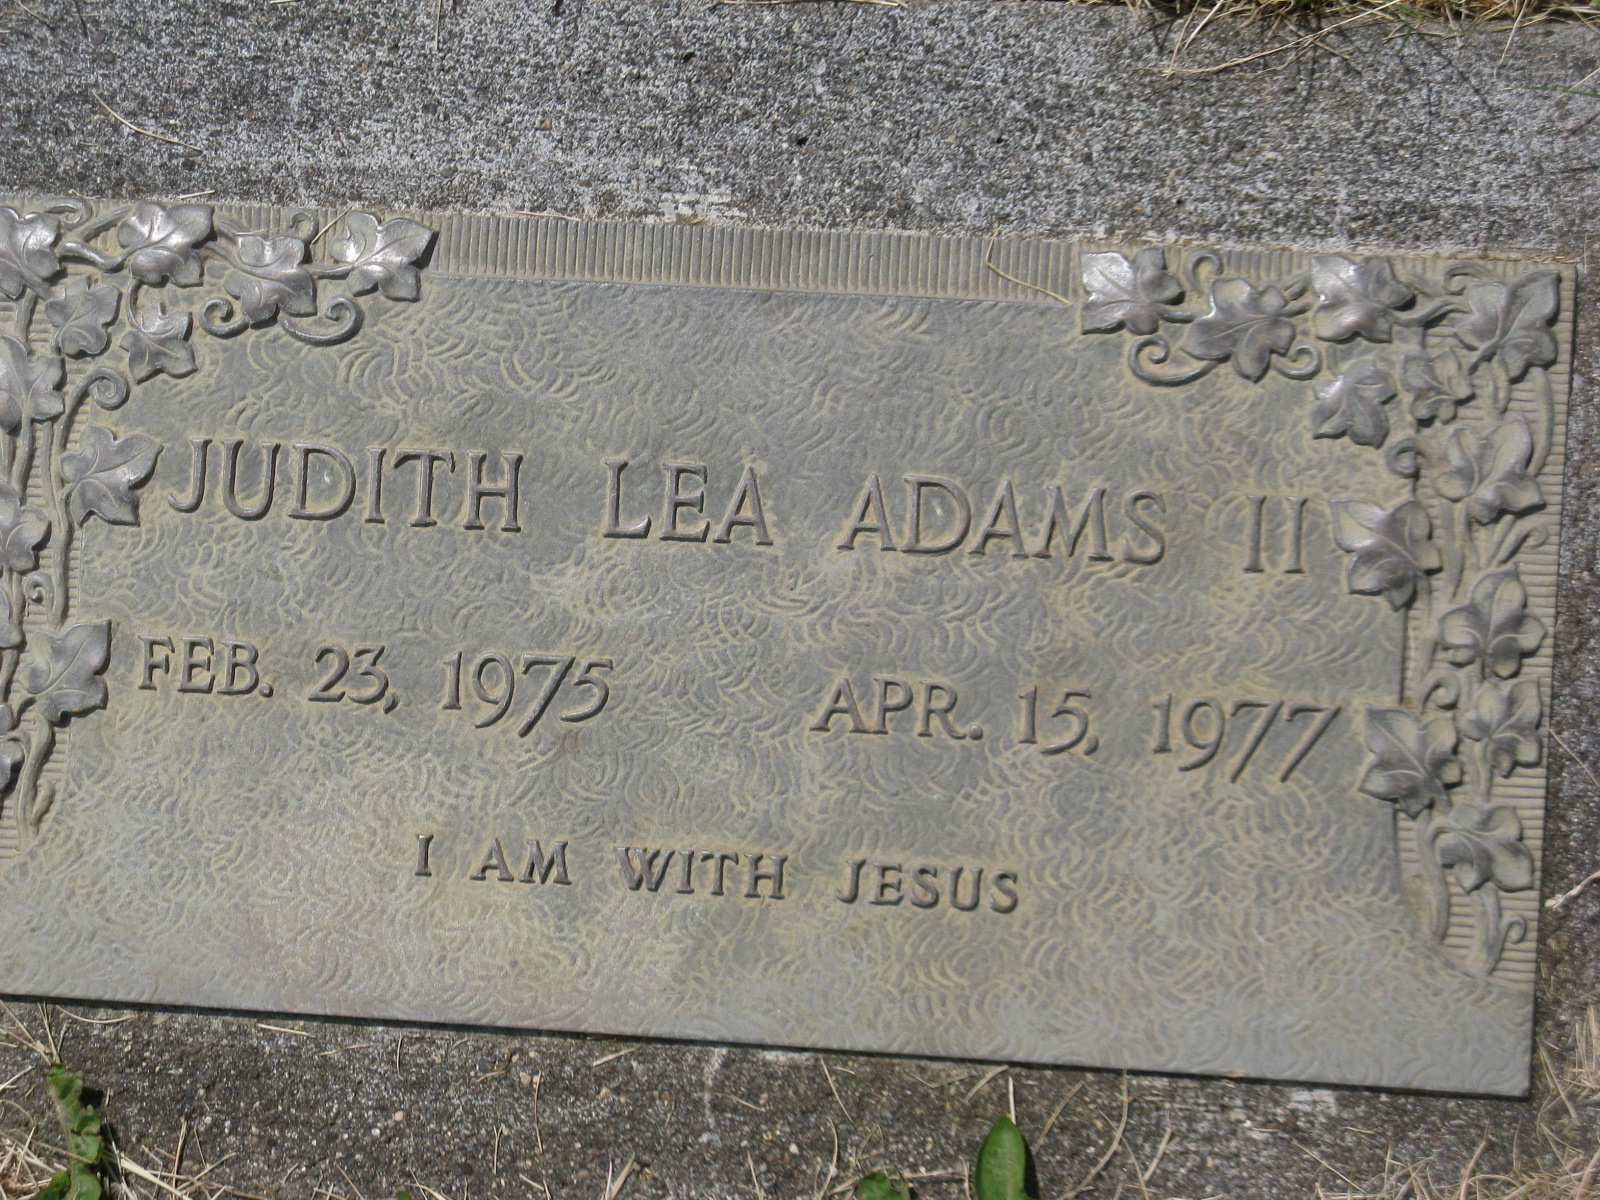 JUDITH LEA ADAMS II
FEB. 23, 1975 APR. 15, 1977
I AM WITH JESUS